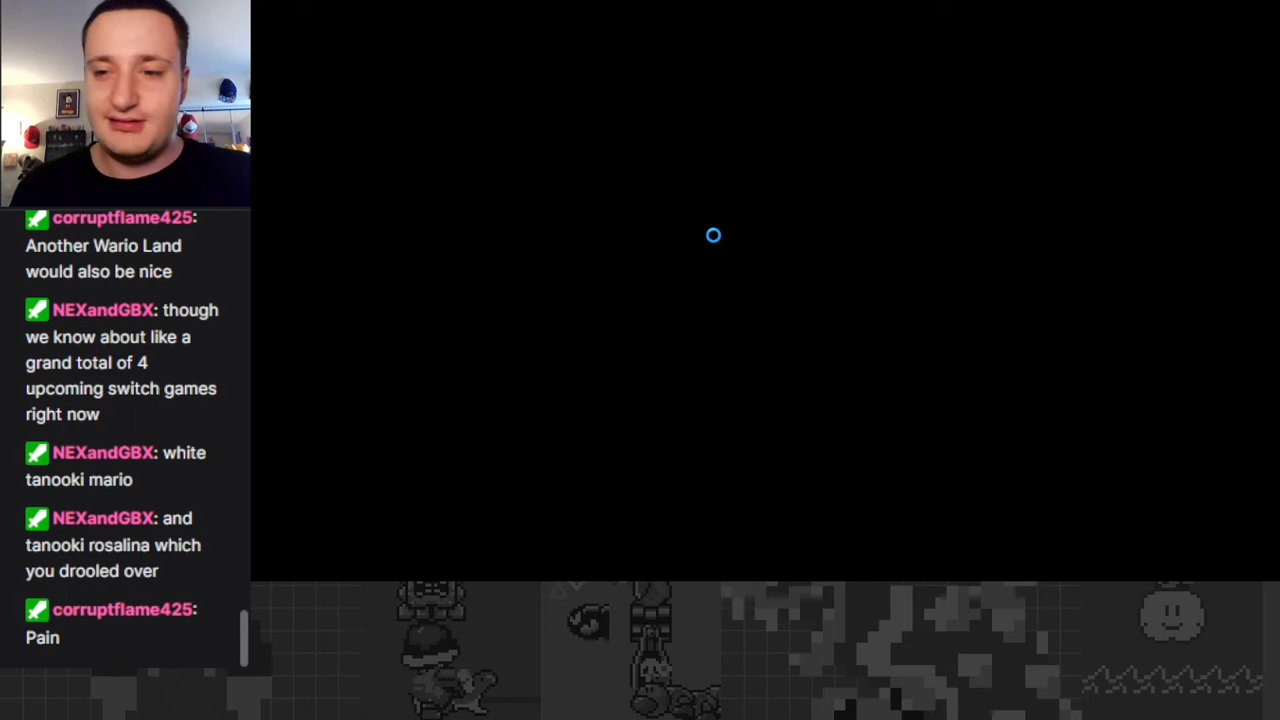 corruptflame425:
Another Wario Land
would also be nice
NEXandGBX: though
we know about like a
grand total of 4
upcoming switch games
right now
NEXandGBX: white
tanooki mario
NEXandGBX: and
tanooki rosalina which
you drooled over
corruptflame425:
Pain